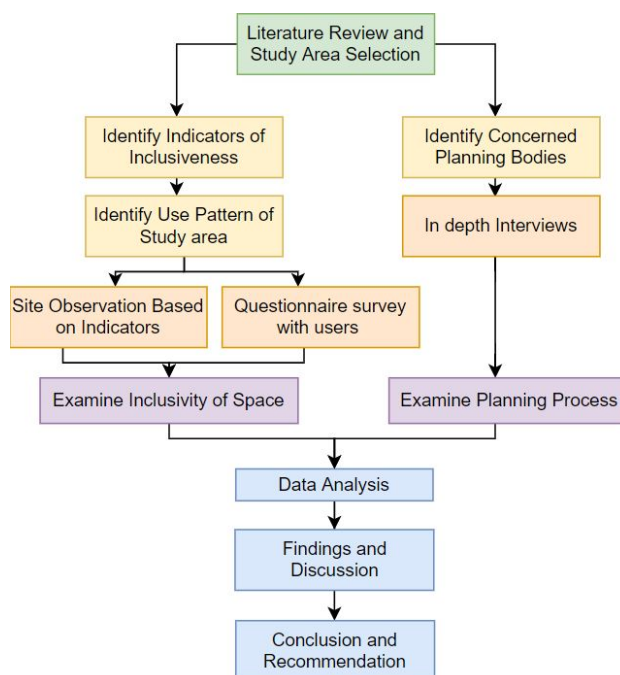 Literature Review and
Study Area Selection
Identify Indicators of
Inclusiveness
Identify Concerned
Planning Bodies
Identify Use Pattern of
Study area
In depth Interviews
Site Observation Based
on Indicators
Questionnaire survey
with users
Examine Inclusivity of Space
Examine Planning Process
Data Analysis
Findings and
Discussion
Conclusion and
Recommendation